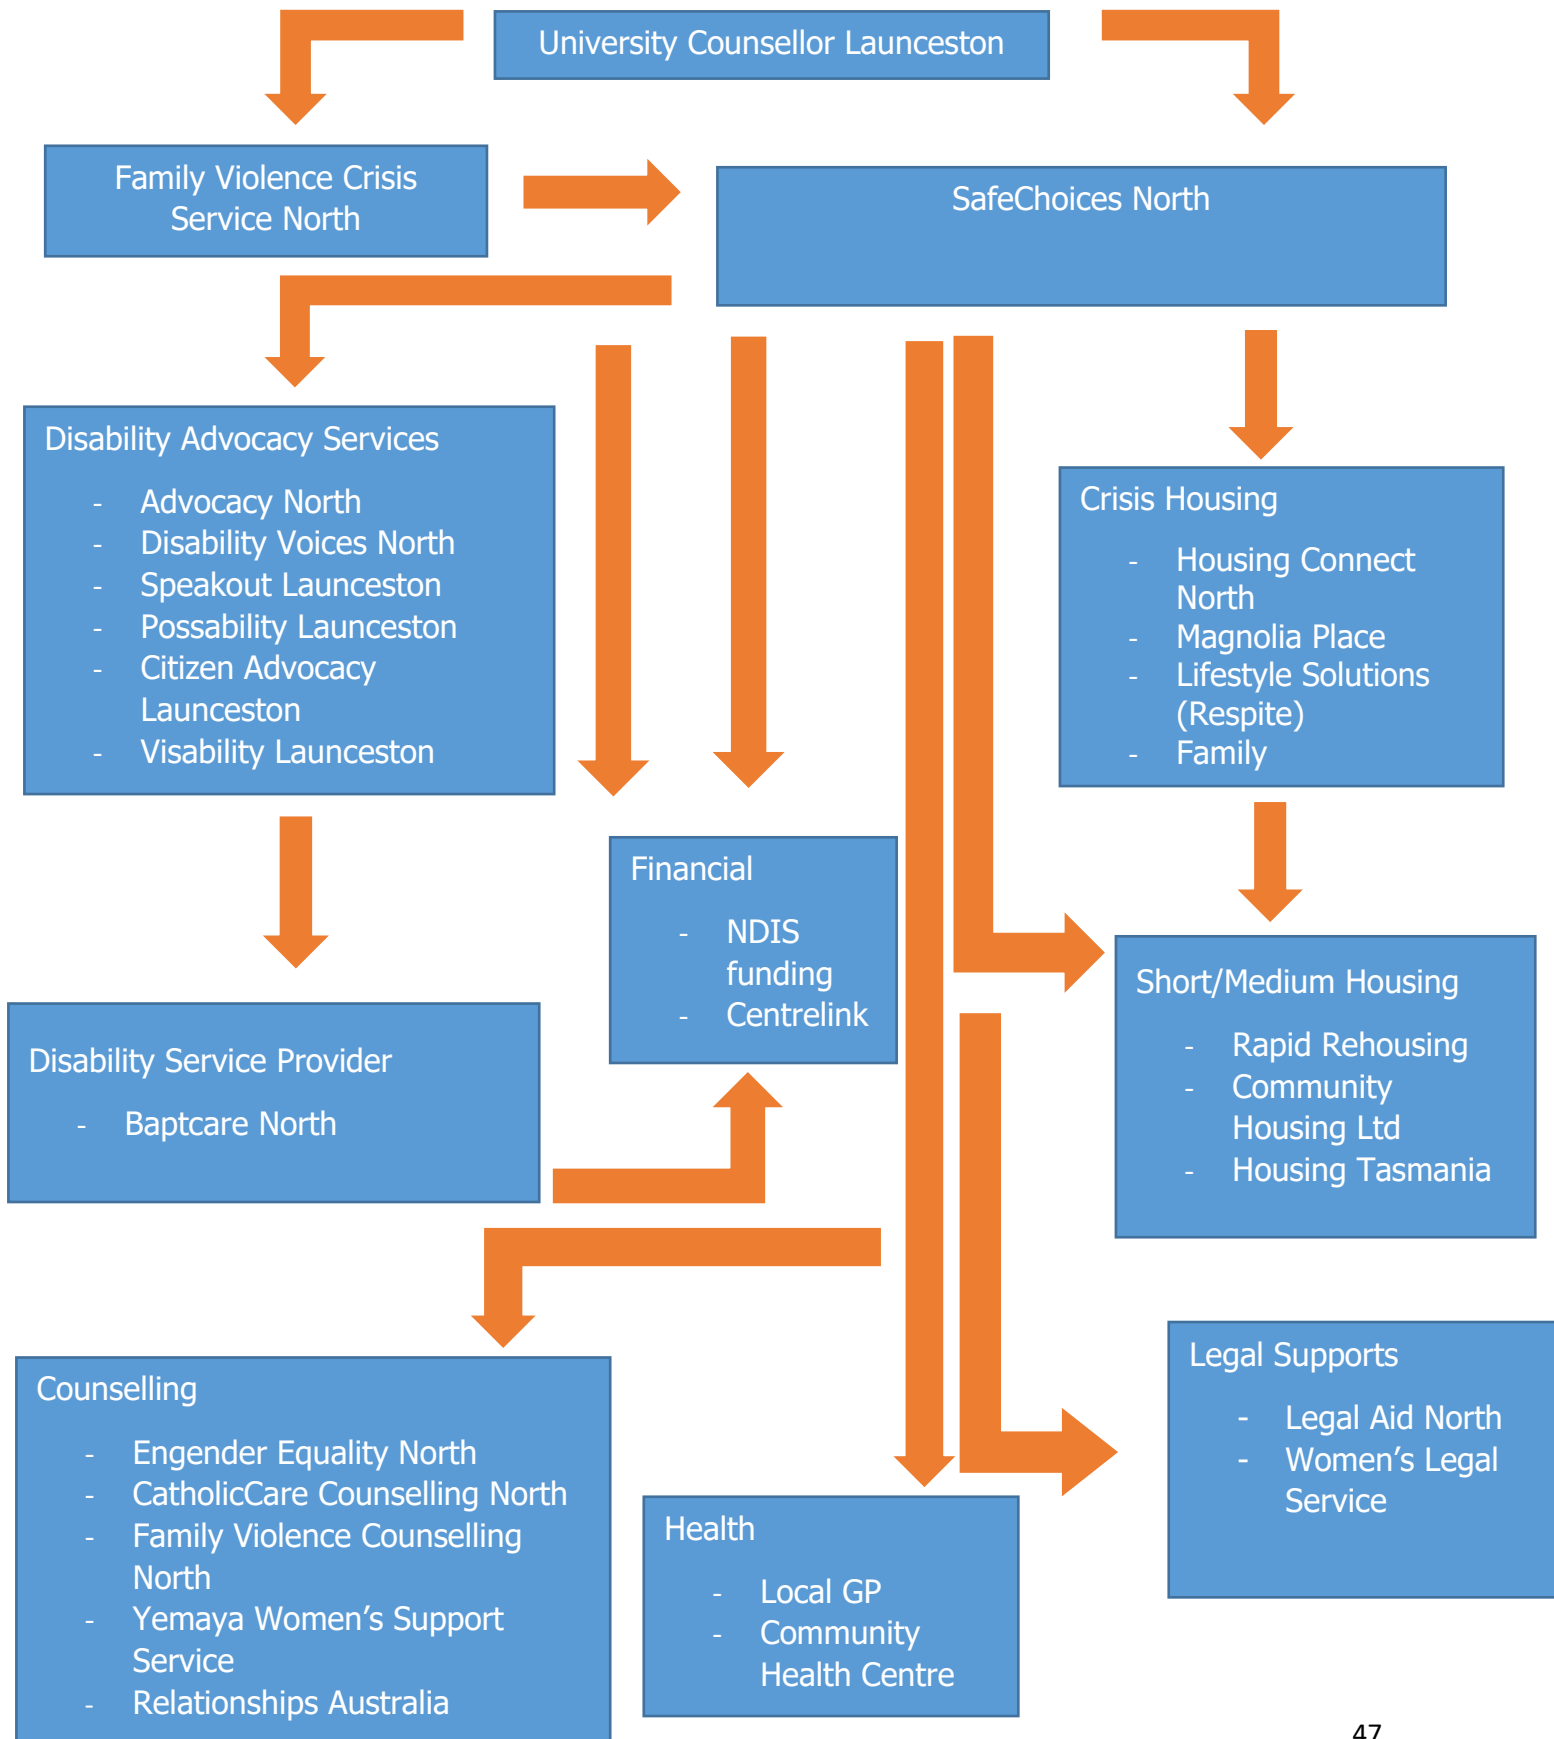 University Counsellor Launceston
Family Violence Crisis
Service North
SafeChoices North
Disability Advocacy Services
- Advocacy North
- Disability Voices North
- Speakout Launceston
- Possability Launceston
- Citizen Advocacy
Launceston
- Visability Launceston
Crisis Housing
- Housing Connect
North
- Magnolia Place
- Lifestyle Solutions
(Respite)
- Family
Financial
- NDIS
funding
- Centrelink
Short/Medium Housing
- Rapid Rehousing
- Community
Housing Ltd
- Housing Tasmania
Disability Service Provider
- Baptcare North
Counselling
- Engender Equality North
- CatholicCare Counselling North
- Family Violence Counselling
North
- Yemaya Women’s Support
Service
- Relationships Australia
Health
- Local GP
- Community
Health Centre
Legal Supports
- Legal Aid North
- Women’s Legal
Service
47